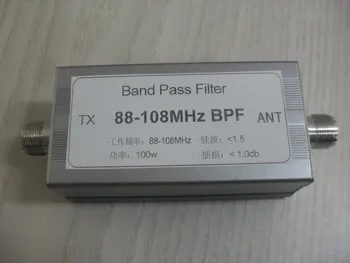 Band Pass Filter
TX 88-108MHz BPF ANT
·工作频率: 88-108MHz ·驻波: <1.5
·功率: 100w ·插损: < 1.0db